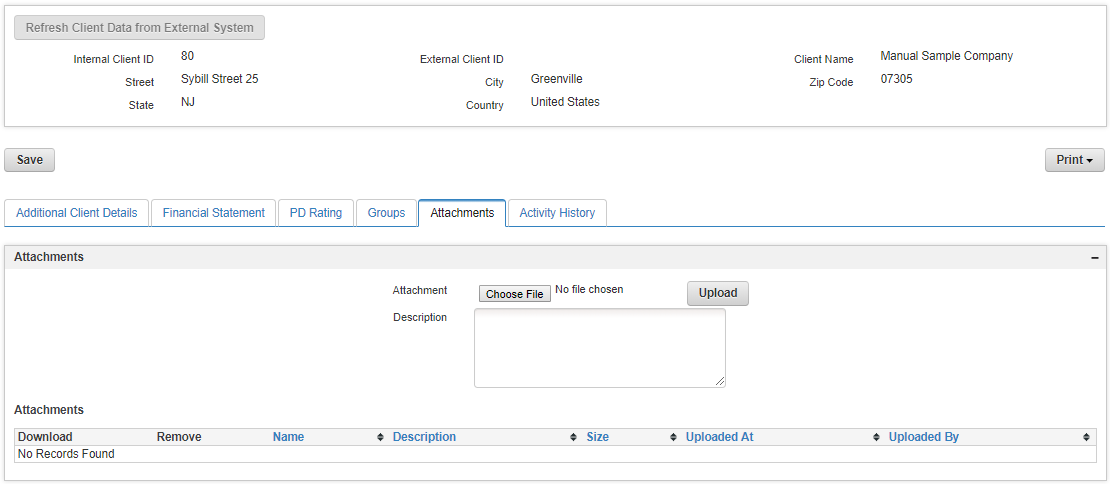 Refresh Client Data from External System
Internal Client ID 80 External Client ID Client Name Manual Sample Company
Street Sybill Street 25 City Greenville Zip Code 07305
State NJ Country United States
Save Print
Additional Client Details Financial Statement PD Rating Groups Attachments Activity History
Attachments
Attachment Choose File No file chosen Upload
Description
Attachments
Download Remove Name Description Size Uploaded At Uploaded By
No Records Found